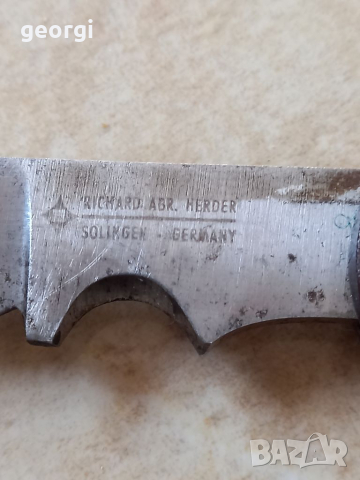 georgi
RICHARD ABR. HERDER
SOLINGEN - GERMANY
BAZAR